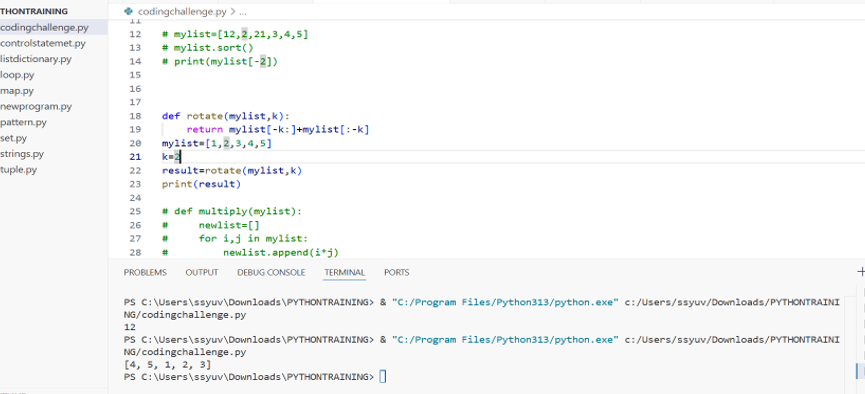 THONTRAINING
codingchallenge.py
controlstatemet.py
listdictionary.py
loop.py
map.py
newprogram.py
pattern.py
set.py
strings.py
tuple.py
codingchallenge.py > ...
11
12 # mylist=[12,2,21,3,4,5]
13 # mylist.sort()
14 # print(mylist[-2])
15
16
17
18 def rotate(mylist,k):
19 return mylist[-k:]+mylist[:-k]
20 mylist=[1,2,3,4,5]
21 k=2
22 result=rotate(mylist,k)
23 print(result)
24
25 # def multiply(mylist):
26 # newlist=[]
27 # for i,j in mylist:
28 # newlist.append(i*j)
PROBLEMS OUTPUT DEBUG CONSOLE TERMINAL PORTS
PS C:\Users\ssyuv\Downloads\PYTHONTRAINING> & "C:/Program Files/Python313/python.exe" c:/Users/ssyuv/Downloads/PYTHONTRAINI
NG/codingchallenge.py
12
PS C:\Users\ssyuv\Downloads\PYTHONTRAINING> & "C:/Program Files/Python313/python.exe" c:/Users/ssyuv/Downloads/PYTHONTRAINI
NG/codingchallenge.py
[4, 5, 1, 2, 3]
PS C:\Users\ssyuv\Downloads\PYTHONTRAINING>